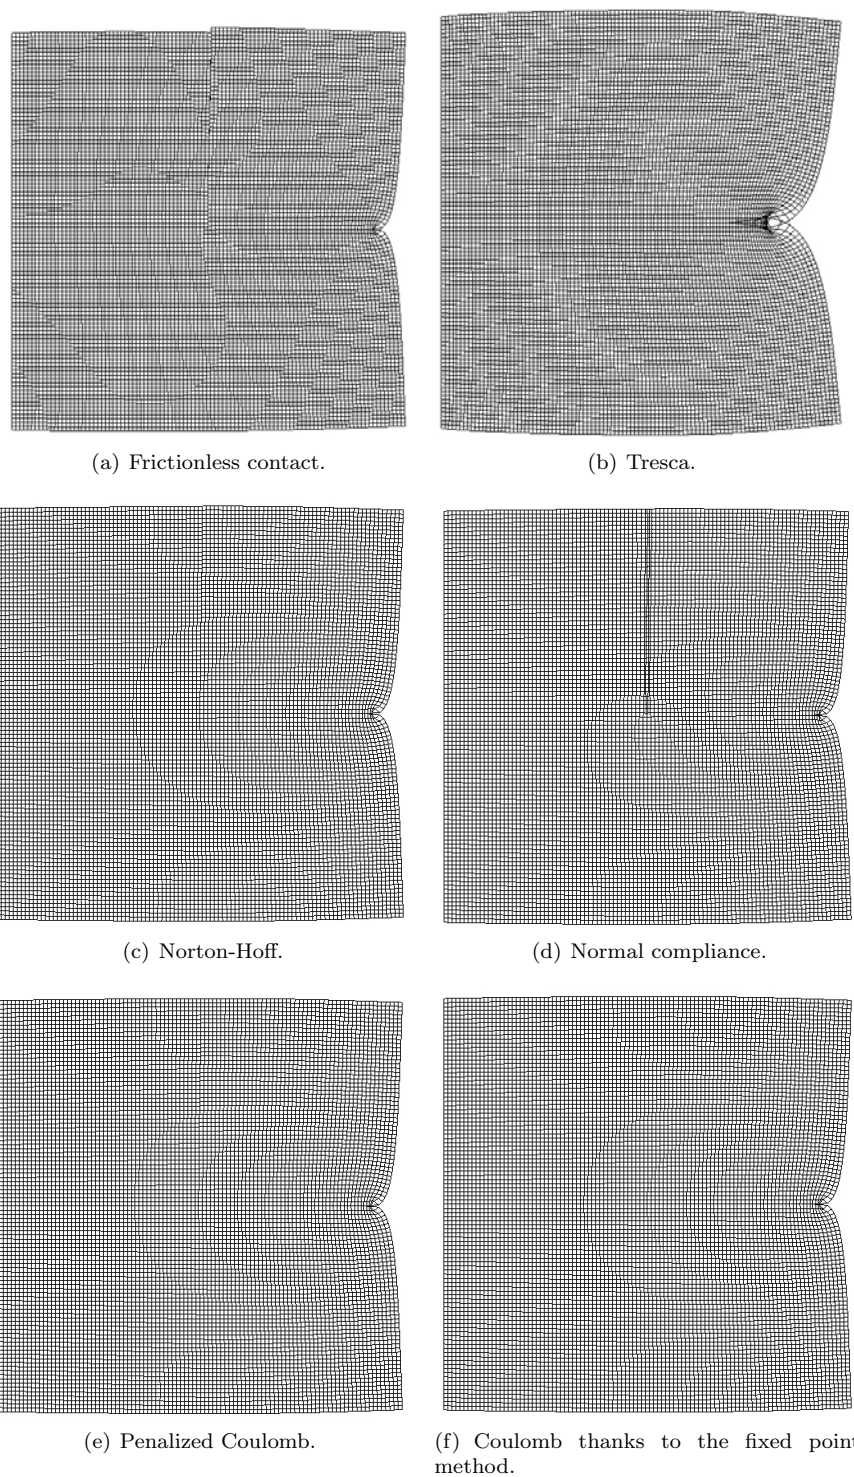 (a) Frictionless contact.
(b) Tresca.
(c) Norton-Hoff.
(d) Normal compliance.
(e) Penalized Coulomb.
(f) Coulomb thanks to the fixed point
method.